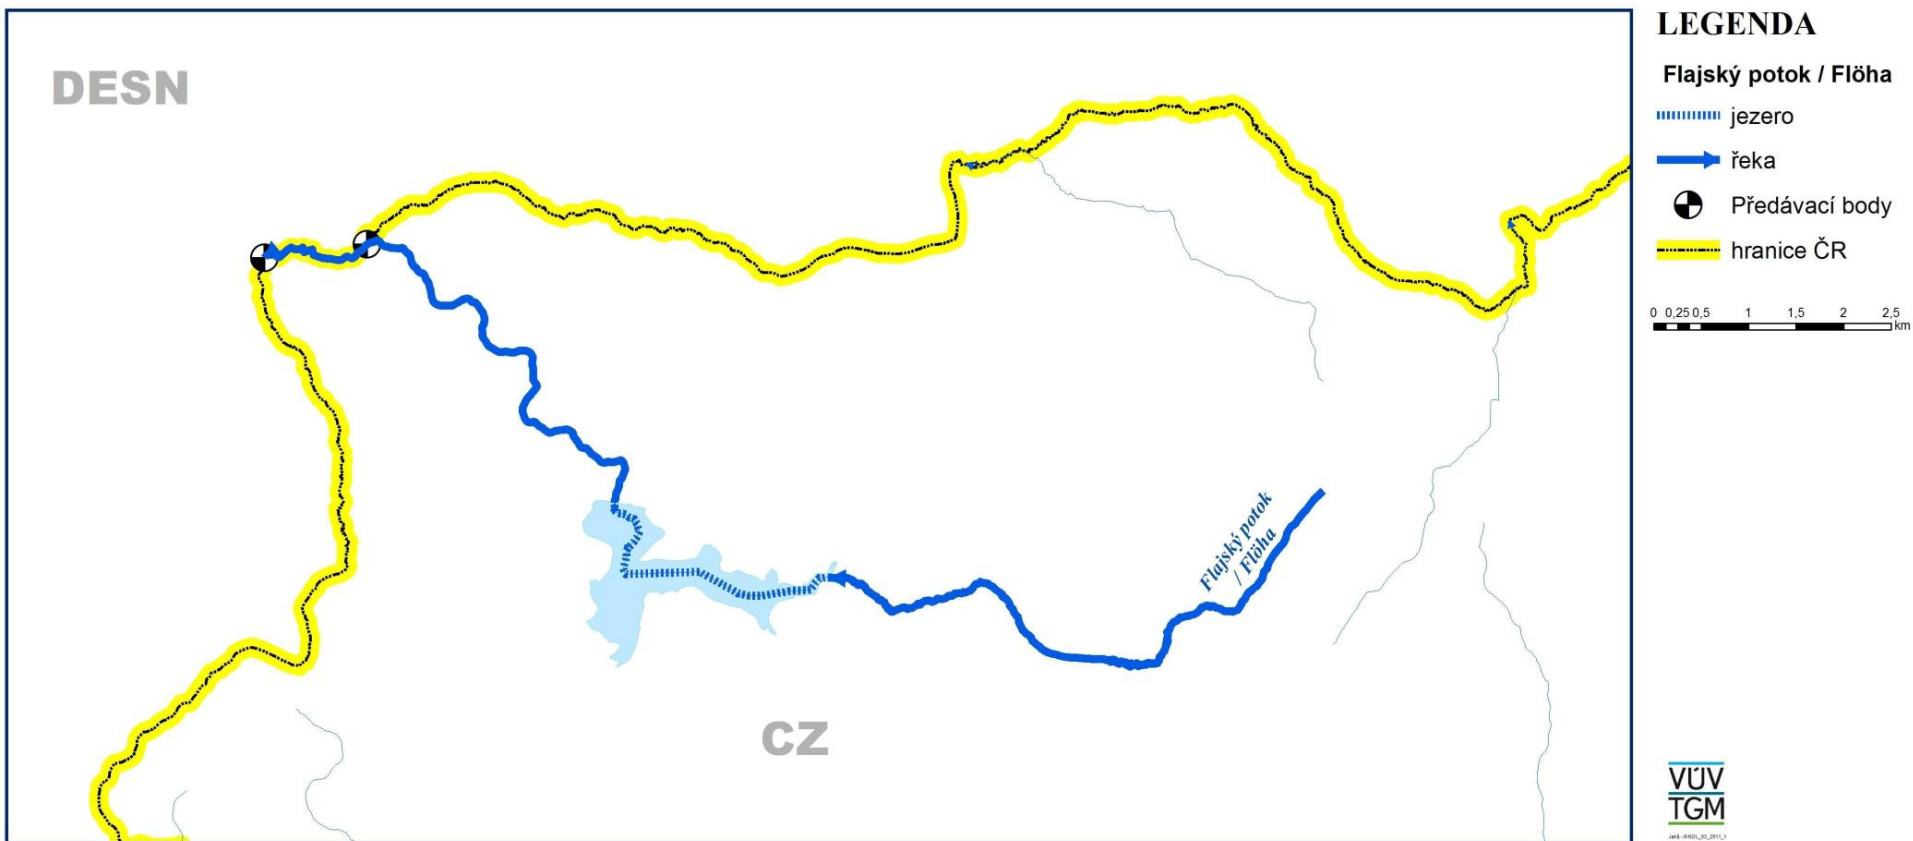 DESN
CZ
Flajský potok
/ Flöha
LEGENDA
Flajský potok / Flöha
jezero
řeka
Předávací body
hranice ČR
0 0,25 0,5 1 1,5 2 2,5
km
VÚV
TGM